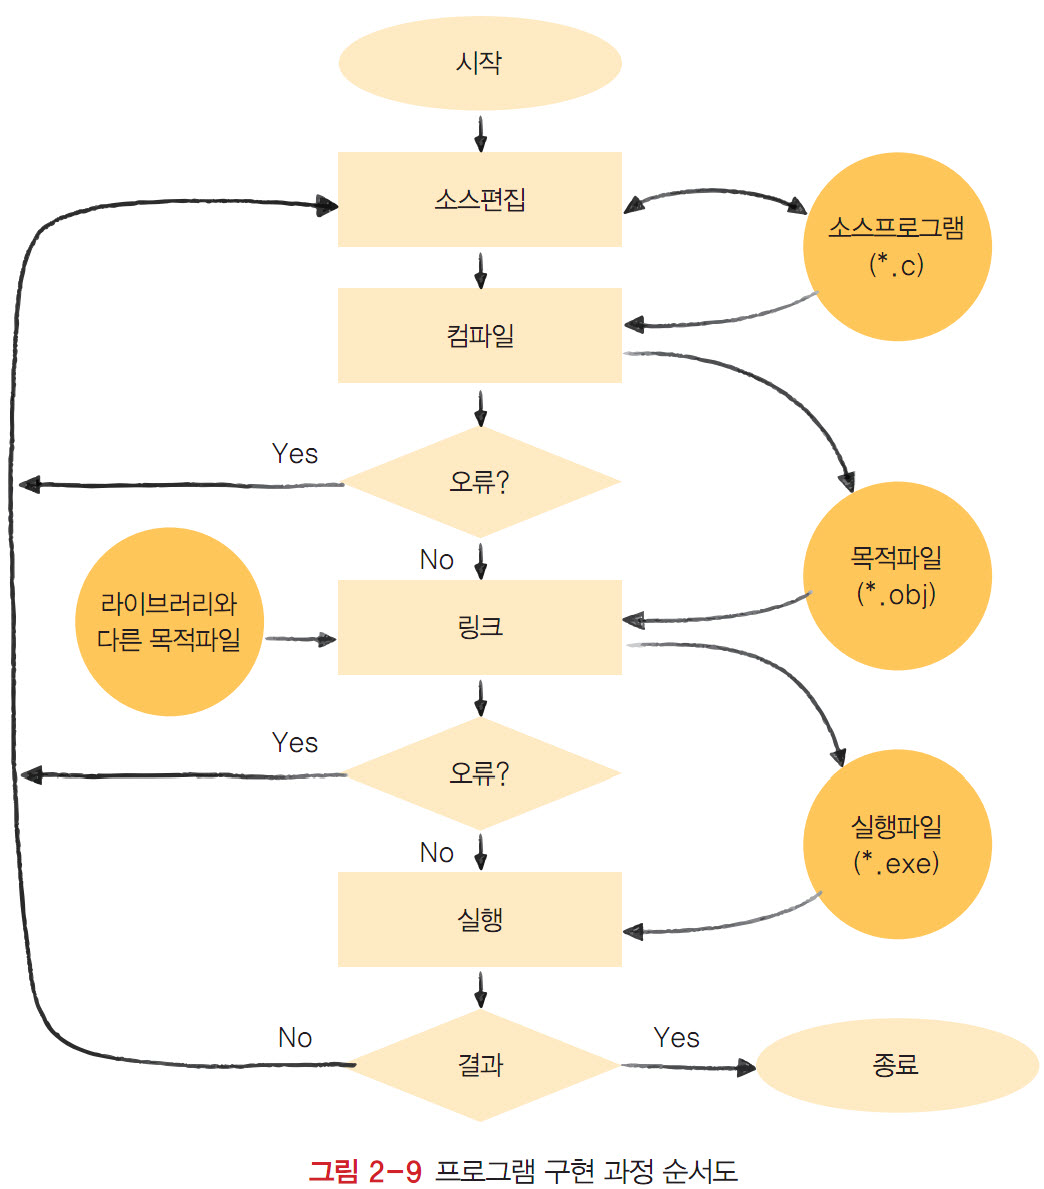 시작
소스편집
소스프로그램
(*.c)
컴파일
Yes
오류?
No
목적파일
(*.obj)
라이브러리와
다른 목적파일
링크
Yes
오류?
No
실행파일
(*.exe)
실행
No
결과
Yes
종료
그림 2-9 프로그램 구현 과정 순서도